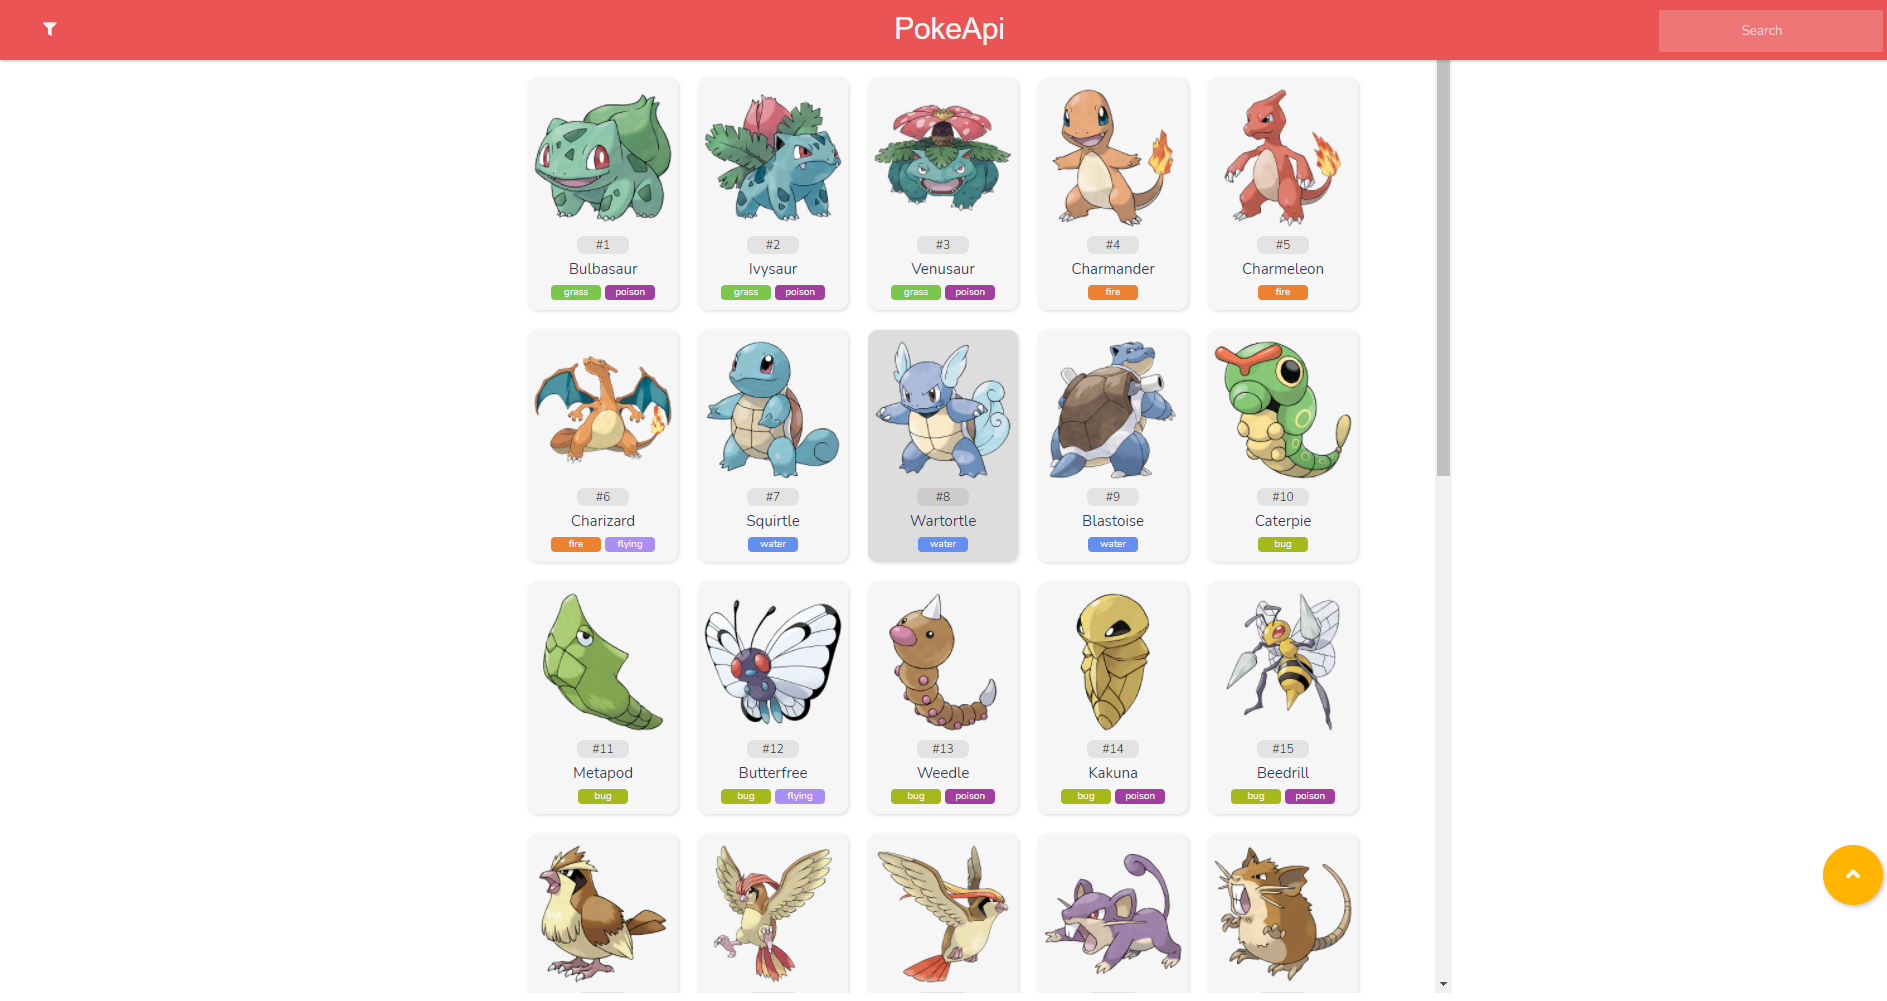 PokeApi
Search
#1
Bulbasaur
grass poison
#2
Ivysaur
grass poison
#3
Venusaur
grass poison
#4
Charmander
fire
#5
Charmeleon
fire
#6
Charizard
fire flying
#7
Squirtle
water
#8
Wartortle
water
#9
Blastoise
water
#10
Caterpie
bug
#11
Metapod
bug
#12
Butterfree
bug flying
#13
Weedle
bug poison
#14
Kakuna
bug poison
#15
Beedrill
bug poison